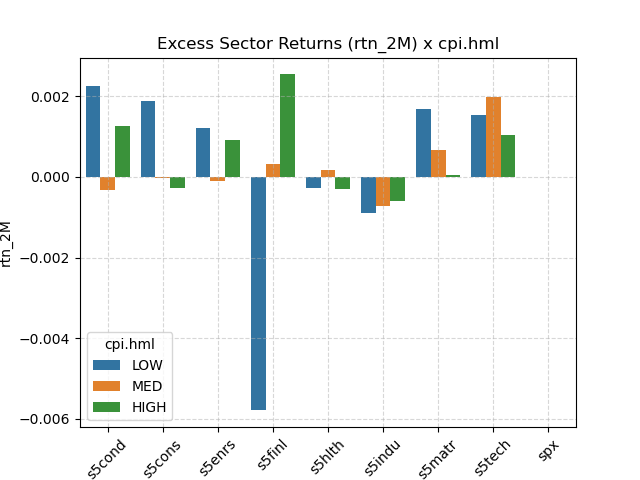 Excess Sector Returns (rtn_2M) x cpi.hml
rtn_2M
0.002
0.000
−0.002
−0.004
−0.006
cpi.hml
LOW
MED
HIGH
s5cond
s5cons
s5enrs
s5finl
s5hlth
s5indu
s5matr
s5tech
spx